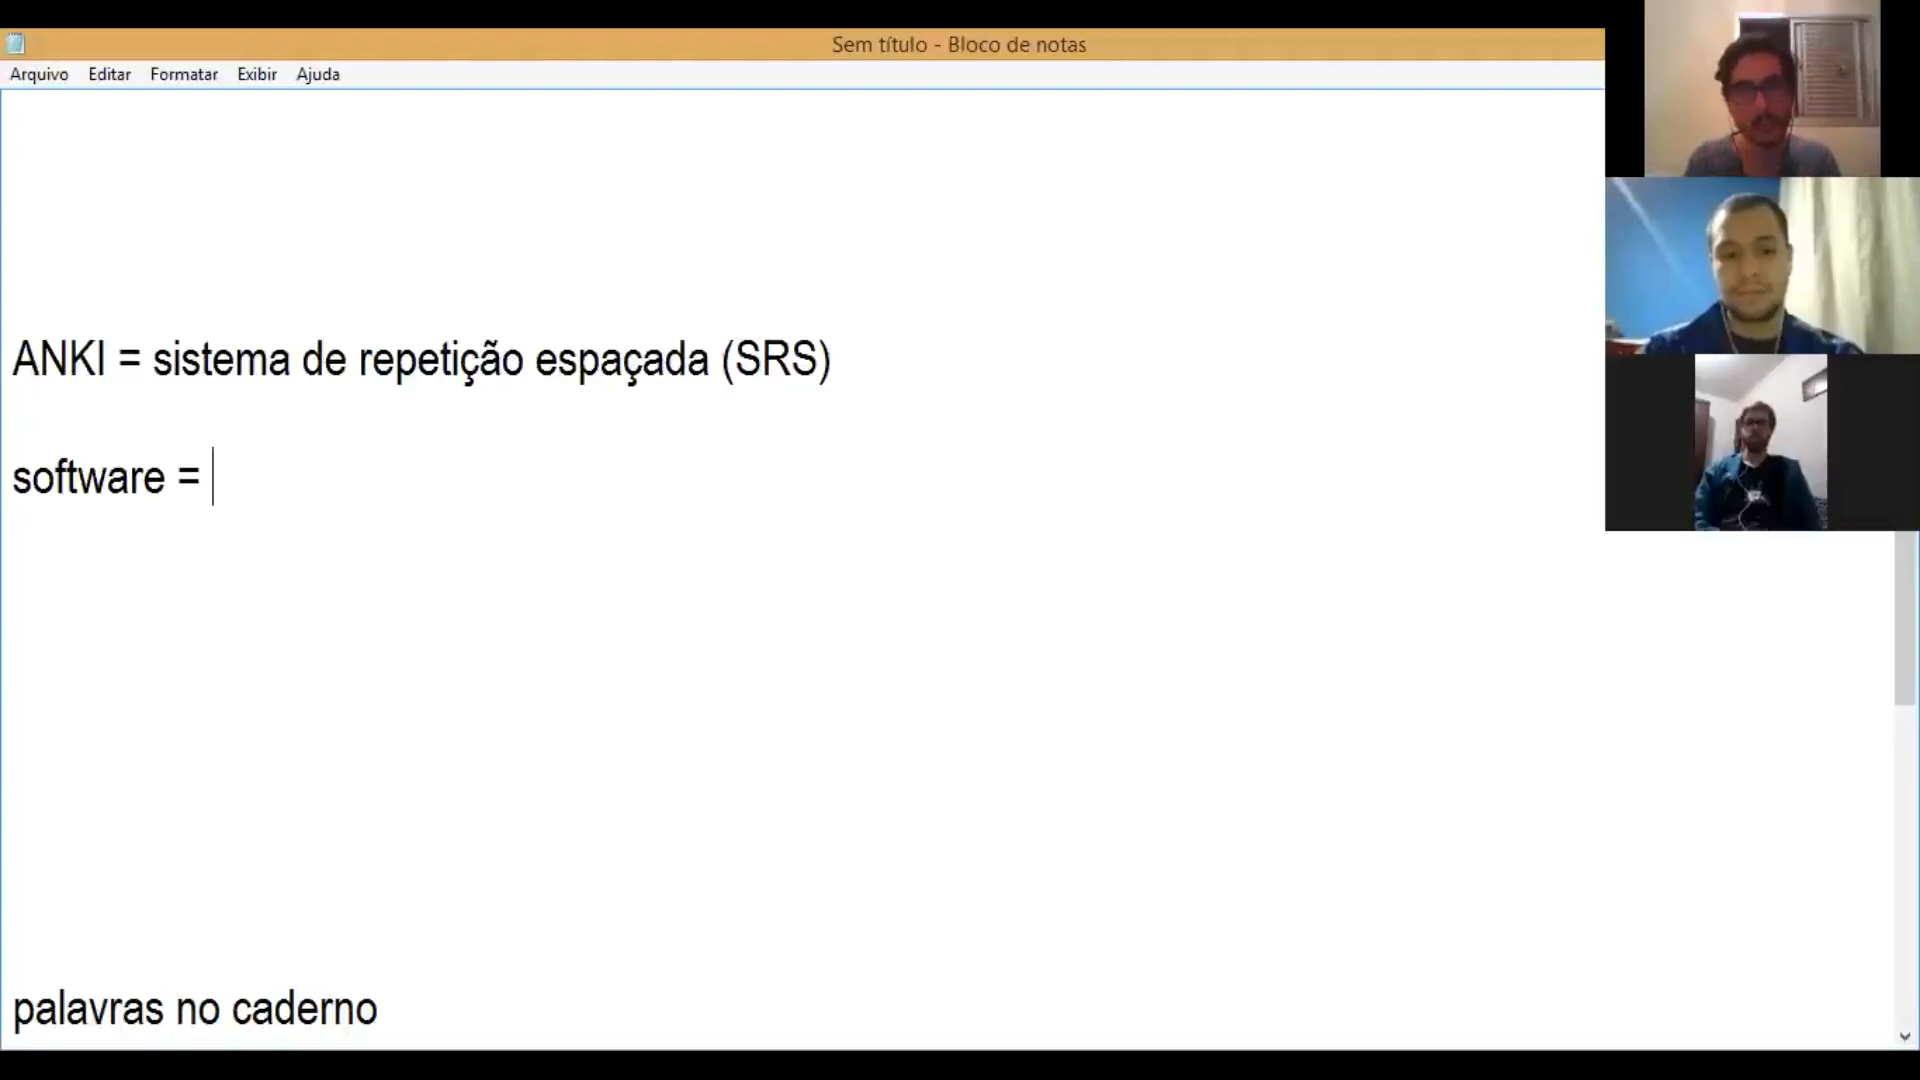 Sem título - Bloco de notas
Arquivo Editar Formatar Exibir Ajuda
ANKI = sistema de repetição espaçada (SRS)
software =
palavras no caderno